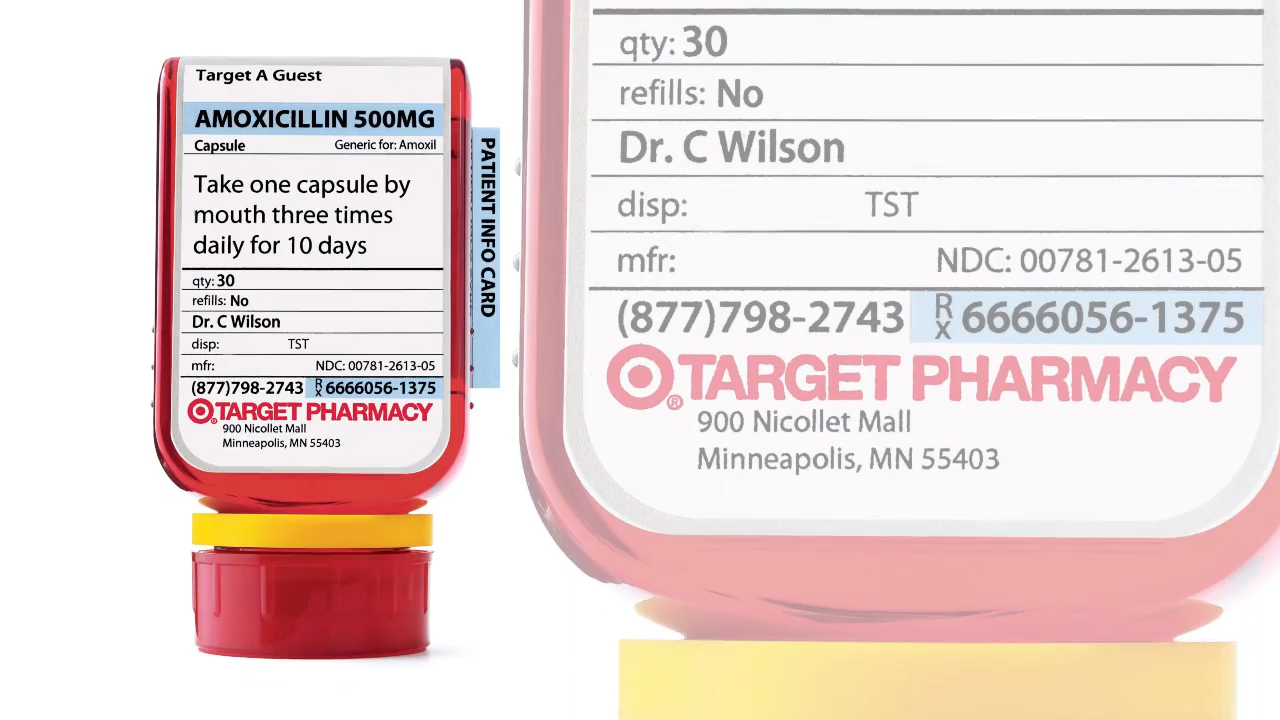 Target A Guest
AMOXICILLIN 500MG
Capsule Generic for: Amoxil
Take one capsule by
mouth three times
daily for 10 days
qty: 30
refills: No
Dr. C Wilson
disp: TST
mfr: NDC: 00781-2613-05
(877)798-2743 Rx 6666056-1375
TARGET PHARMACY
900 Nicollet Mall
Minneapolis, MN 55403
PATIENT INFO CARD
qty: 30
refills: No
Dr. C Wilson
disp: TST
mfr: NDC: 00781-2613-05
(877)798-2743 Rx 6666056-1375
®TARGET PHARMACY
900 Nicollet Mall
Minneapolis, MN 55403